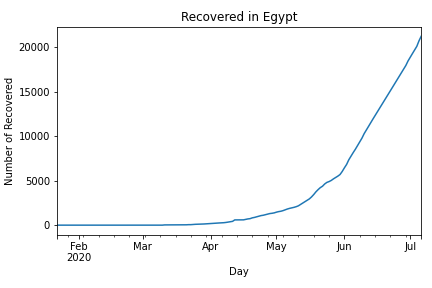 Recovered in Egypt
Number of Recovered
20000
15000
10000
5000
0
Feb
2020
Mar
Apr
May
Jun
Jul
Day